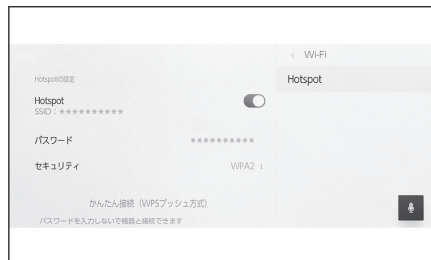 Hotspotの設定
Hotspot
SSID：＊＊＊＊＊＊＊＊＊＊
パスワード ＊＊＊＊＊＊＊＊＊＊
セキュリティ WPA2
かんたん接続（WPSプッシュ方式）
パスワードを入力しないで機器と接続できます
Wi-Fi
Hotspot